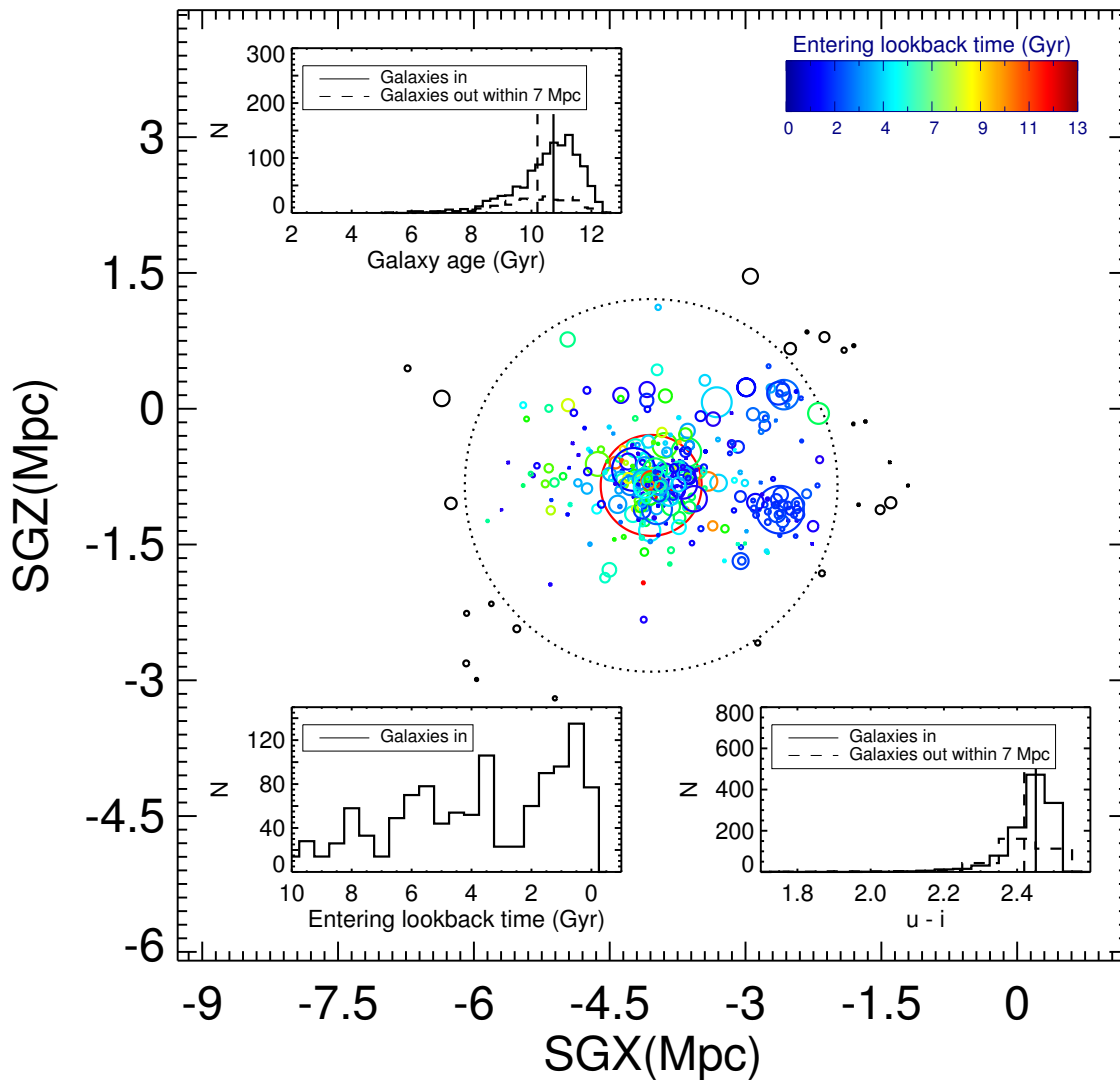 Entering lookback time (Gyr)
0 2 4 7 9 11 13
300
200
100
0
N
Galaxies in
Galaxies out within 7 Mpc
2 4 6 8 10 12
Galaxy age (Gyr)
3
1.5
0
-1.5
-3
-4.5
-6
SGZ(Mpc)
120
80
40
0
N
Galaxies in
10 8 6 4 2 0
Entering lookback time (Gyr)
800
600
400
200
0
N
Galaxies in
Galaxies out within 7 Mpc
1.8 2.0 2.2 2.4
u - i
-9 -7.5 -6 -4.5 -3 -1.5 0
SGX(Mpc)